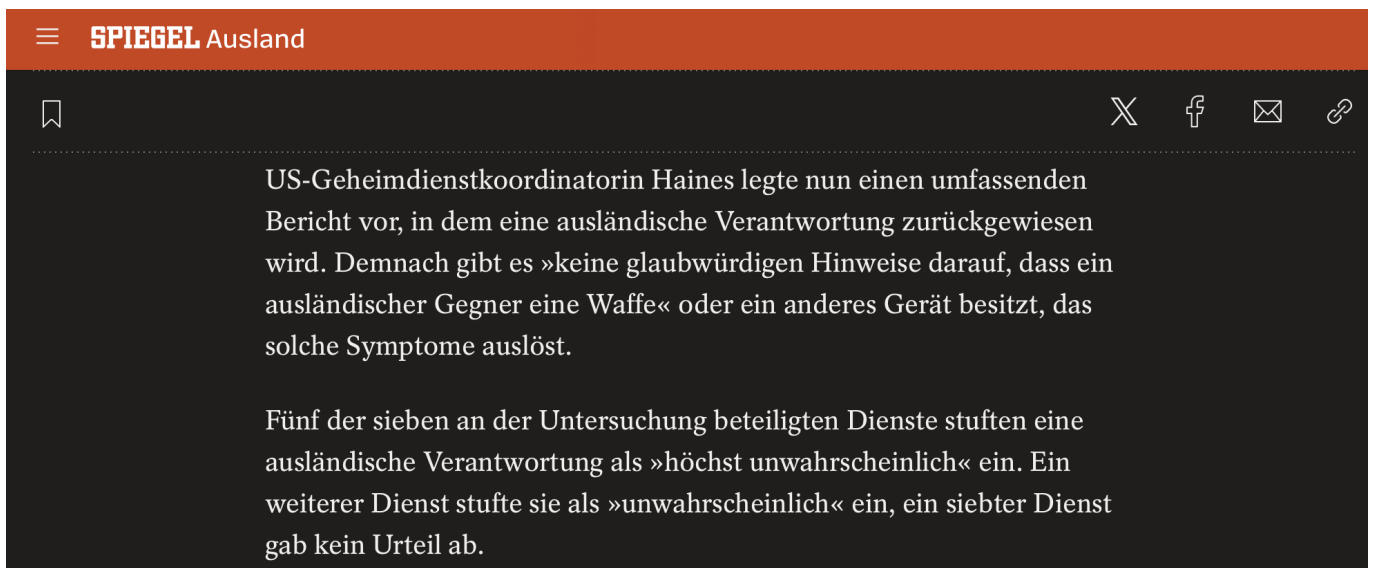 SPIEGEL Ausland
US-Geheimdienstkoordinatorin Haines legte nun einen umfassenden
Bericht vor, in dem eine ausländische Verantwortung zurückgewiesen
wird. Demnach gibt es »keine glaubwürdigen Hinweise darauf, dass ein
ausländischer Gegner eine Waffe« oder ein anderes Gerät besitzt, das
solche Symptome auslöst.
Fünf der sieben an der Untersuchung beteiligten Dienste stuften eine
ausländische Verantwortung als »höchst unwahrscheinlich« ein. Ein
weiterer Dienst stufte sie als »unwahrscheinlich« ein, ein siebter Dienst
gab kein Urteil ab.